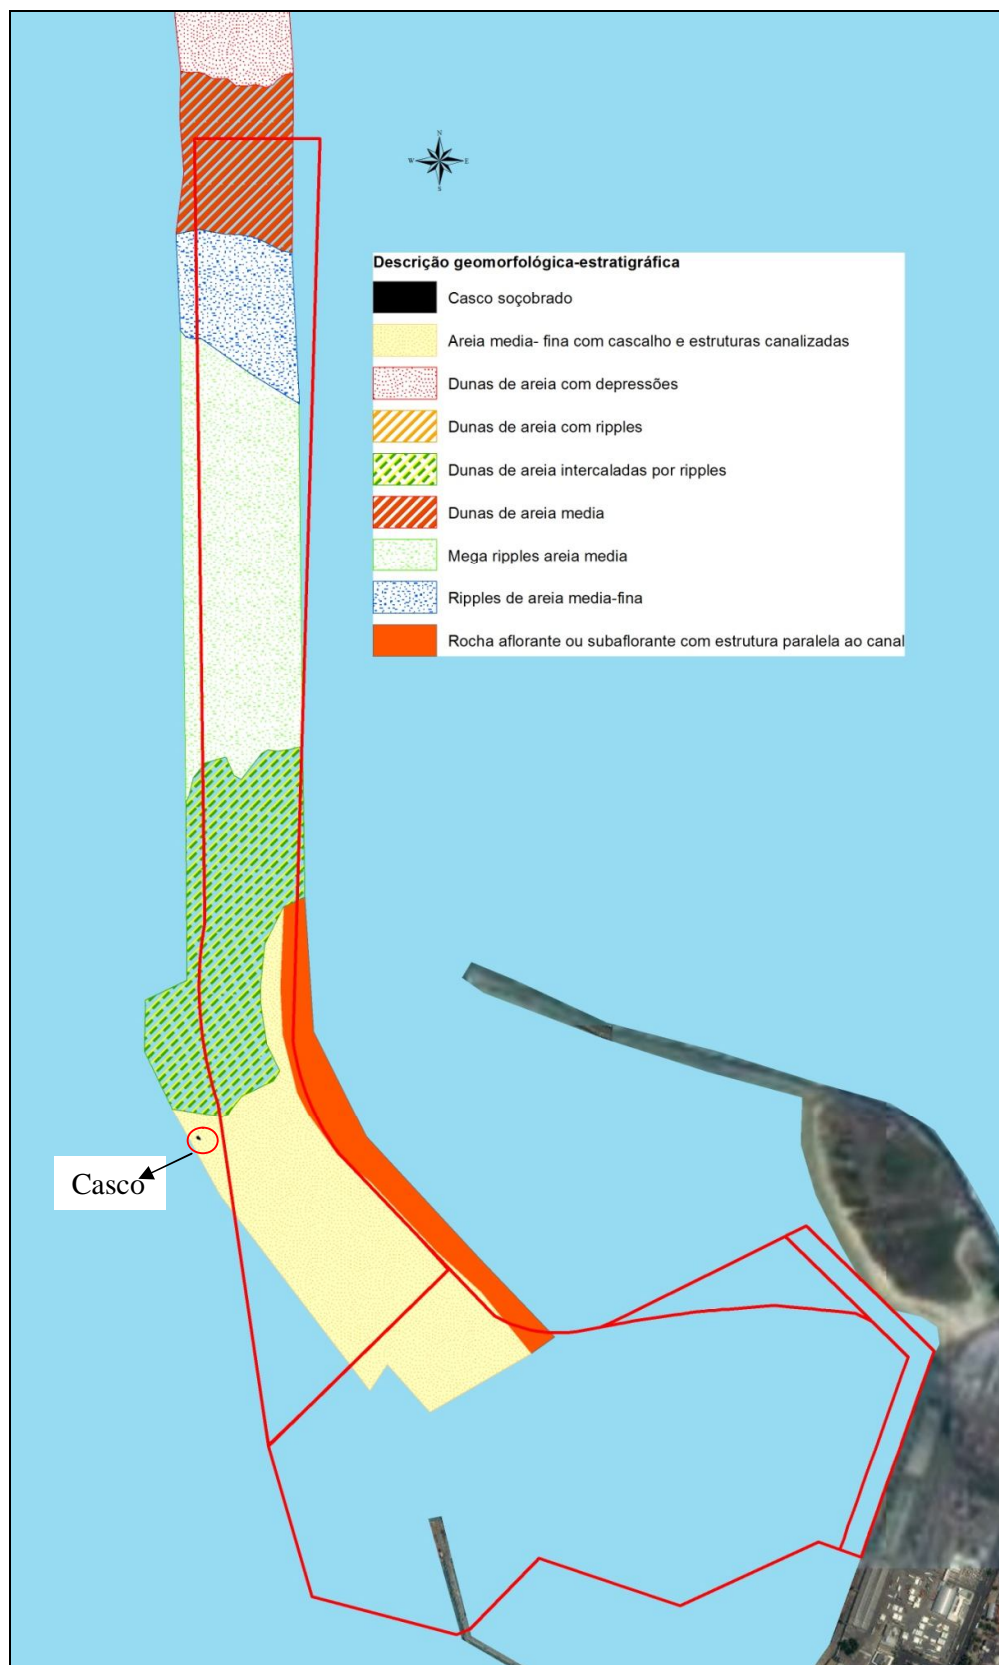 N
W E
S
Descrição geomorfológica-estratigráfica
Casco soçobrado
Areia media- fina com cascalho e estruturas canalizadas
Dunas de areia com depressões
Dunas de areia com ripples
Dunas de areia intercaladas por ripples
Dunas de areia media
Mega ripples areia media
Ripples de areia media-fina
Rocha aflorante ou subaflorante com estrutura paralela ao canal
Casco